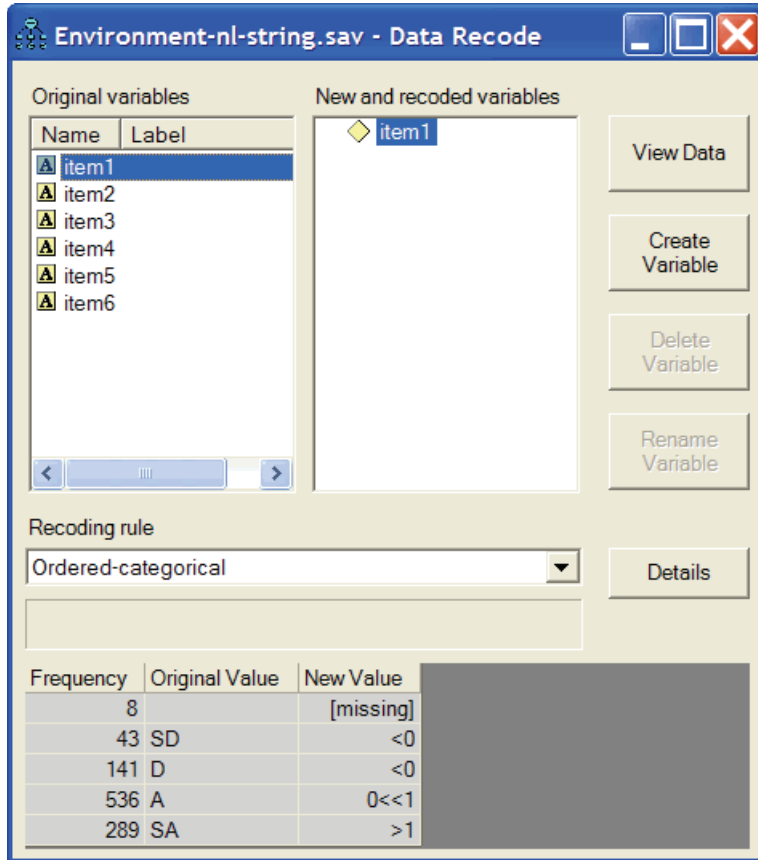 Environment-nl-string.sav - Data Recode
Original variables
New and recoded variables
Name Label
item1
item2
item3
item4
item5
item6
item1
View Data
Create
Variable
Delete
Variable
Rename
Variable
Recoding rule
Ordered-categorical
Details
Frequency Original Value New Value
8 [missing]
43 SD <0
141 D <0
536 A 0<<1
289 SA >1